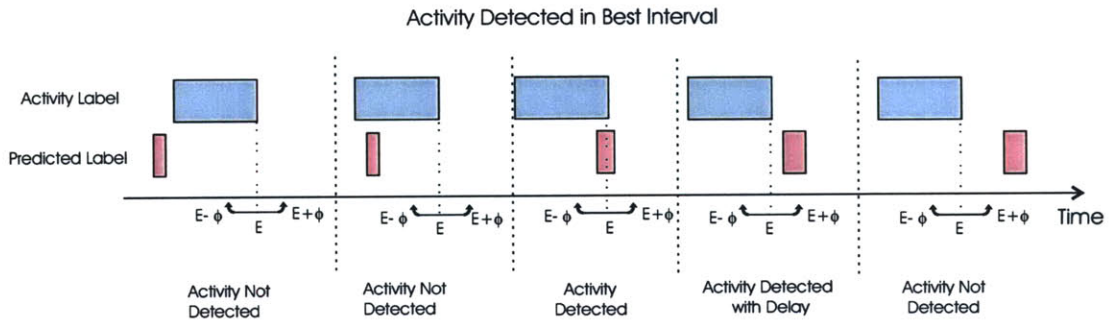 Activity Detected in Best Interval
Activity Label
Predicted Label
E- ϕ E+ϕ E- ϕ E+ϕ E- ϕ E+ϕ E- ϕ E+ϕ E- ϕ E+ϕ
E E E E E
Time
Activity Not Detected
Activity Not Detected
Activity Detected
Activity Detected with Delay
Activity Not Detected